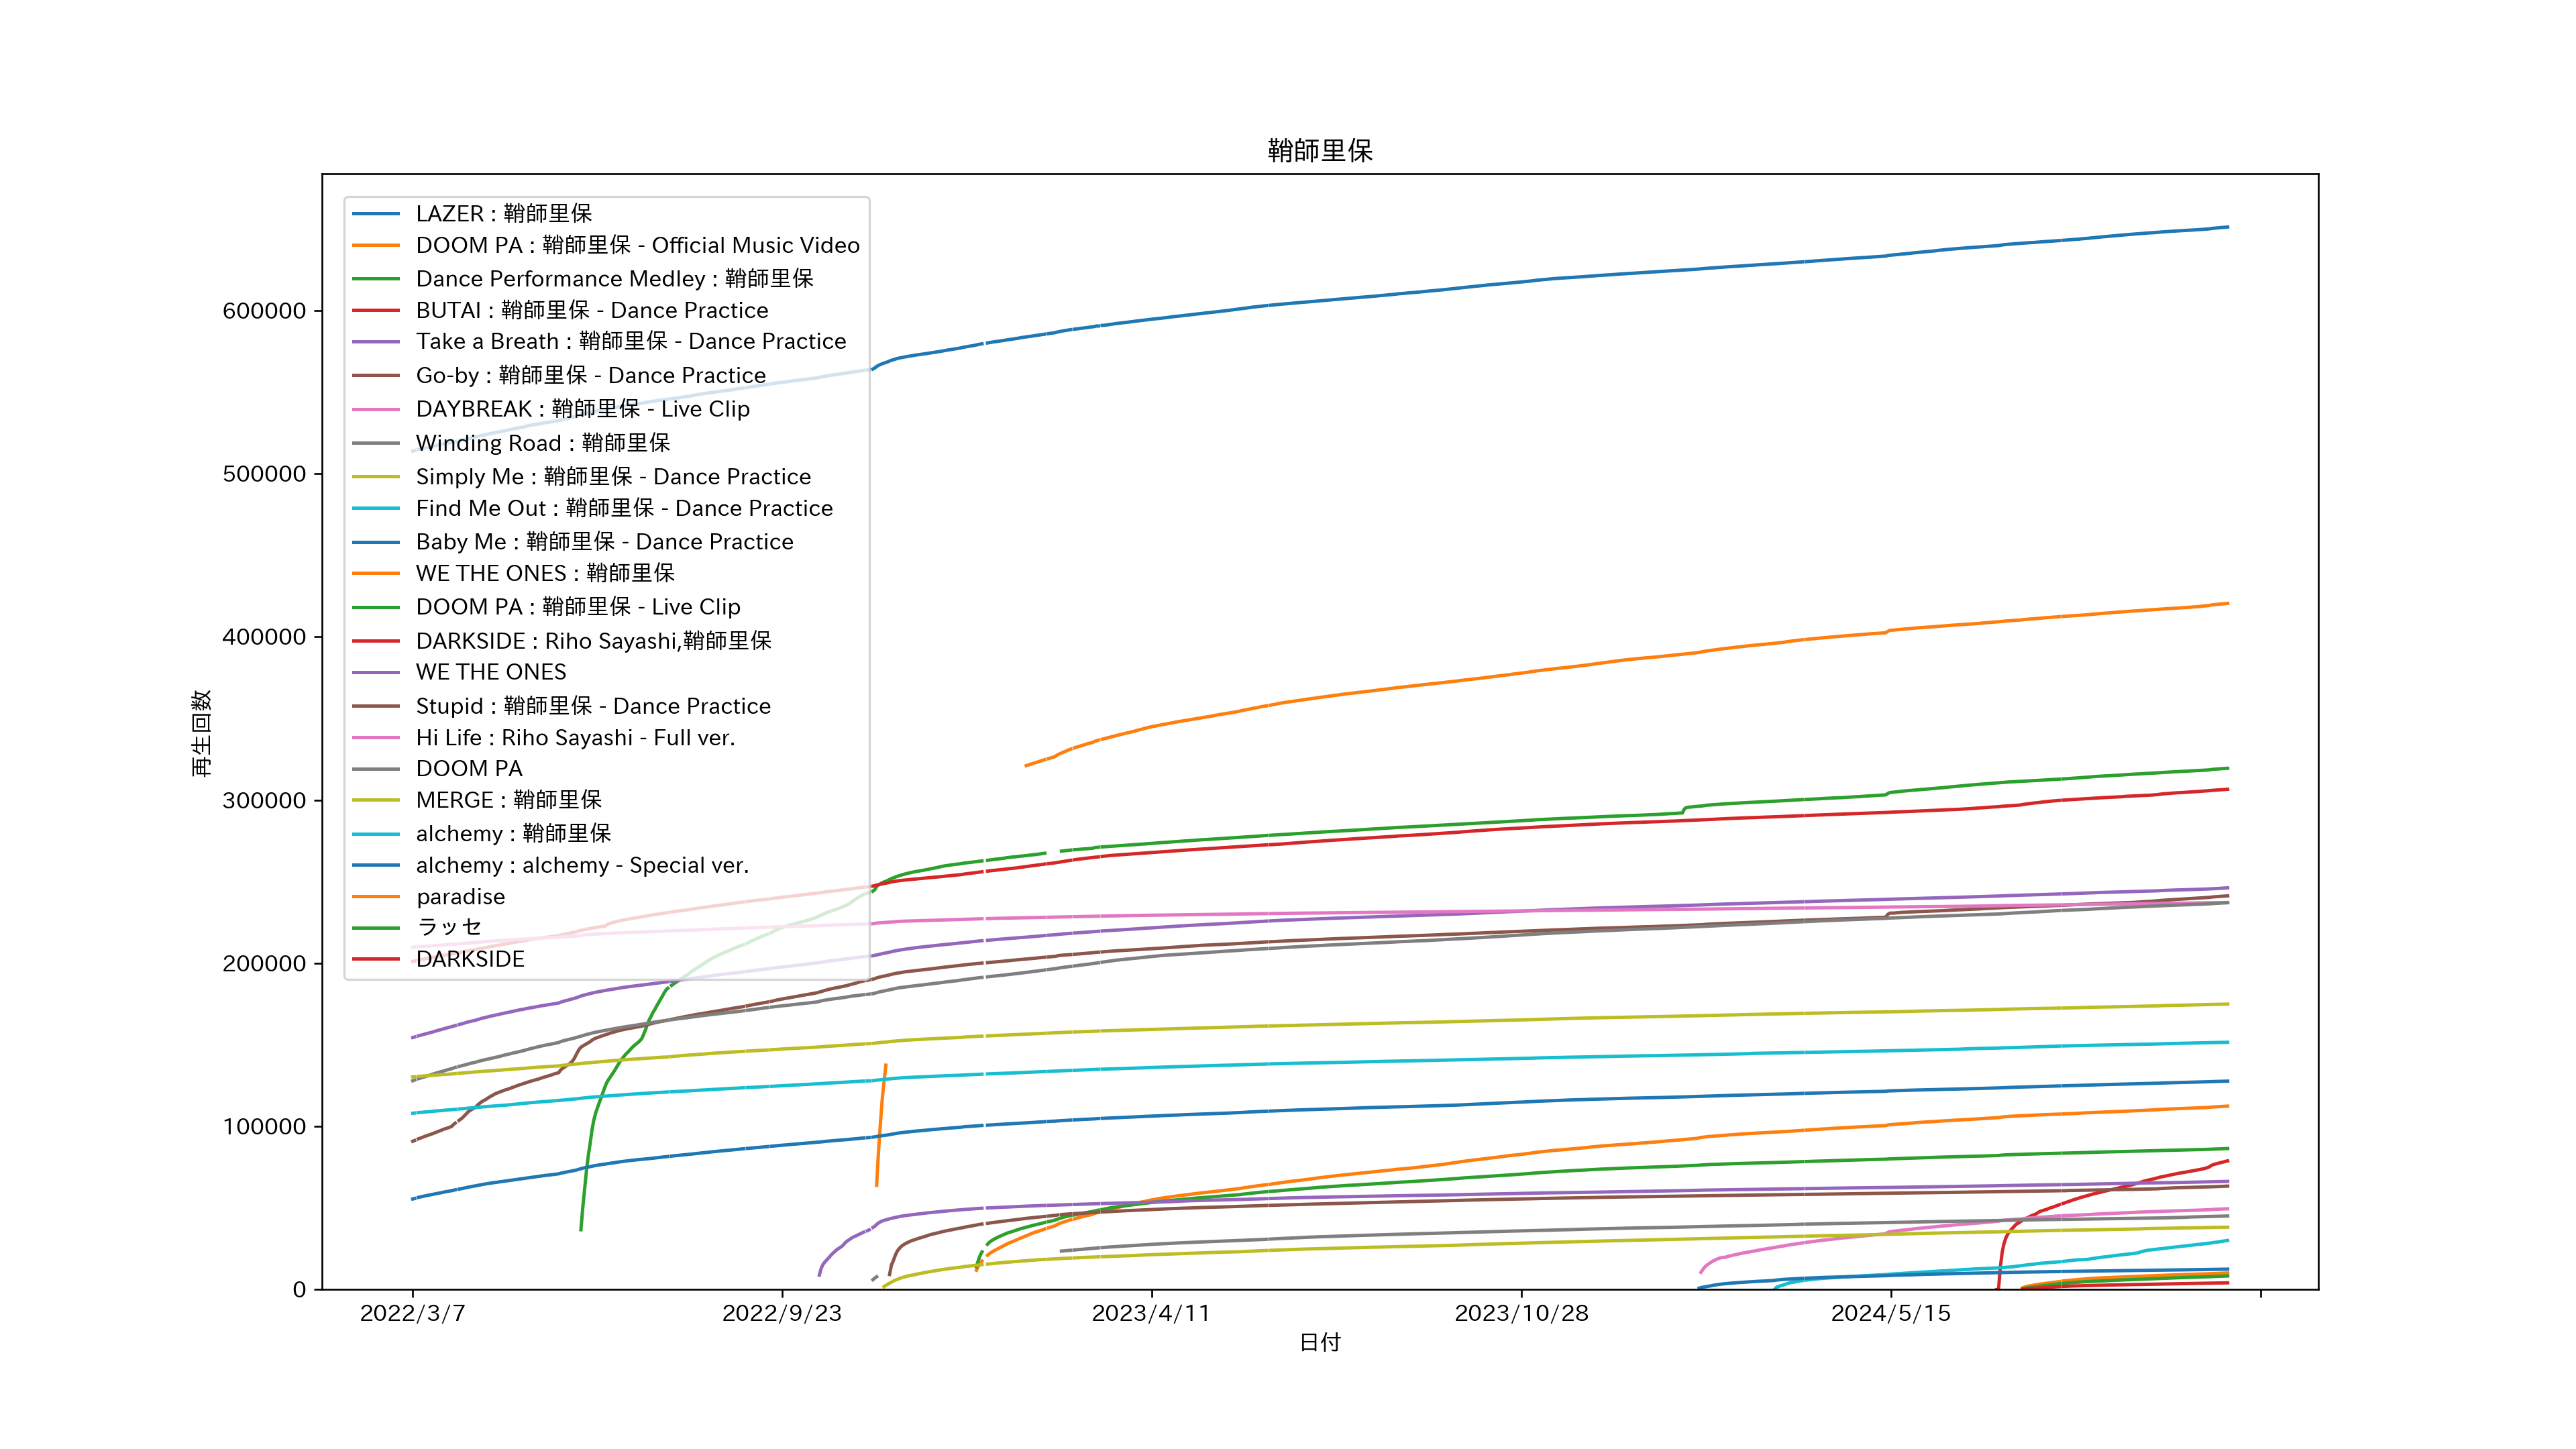 鞘師里保
LAZER : 鞘師里保
DOOM PA : 鞘師里保 - Official Music Video
Dance Performance Medley : 鞘師里保
BUTAI : 鞘師里保 - Dance Practice
Take a Breath : 鞘師里保 - Dance Practice
Go-by : 鞘師里保 - Dance Practice
DAYBREAK : 鞘師里保 - Live Clip
Winding Road : 鞘師里保
Simply Me : 鞘師里保 - Dance Practice
Find Me Out : 鞘師里保 - Dance Practice
Baby Me : 鞘師里保 - Dance Practice
WE THE ONES : 鞘師里保
DOOM PA : 鞘師里保 - Live Clip
DARKSIDE : Riho Sayashi,鞘師里保
WE THE ONES
Stupid : 鞘師里保 - Dance Practice
Hi Life : Riho Sayashi - Full ver.
DOOM PA
MERGE : 鞘師里保
alchemy : 鞘師里保
alchemy : alchemy - Special ver.
paradise
ラッセ
DARKSIDE
600000
500000
400000
300000
200000
100000
0
再生回数
2022/3/7
2022/9/23
2023/4/11
2023/10/28
2024/5/15
日付